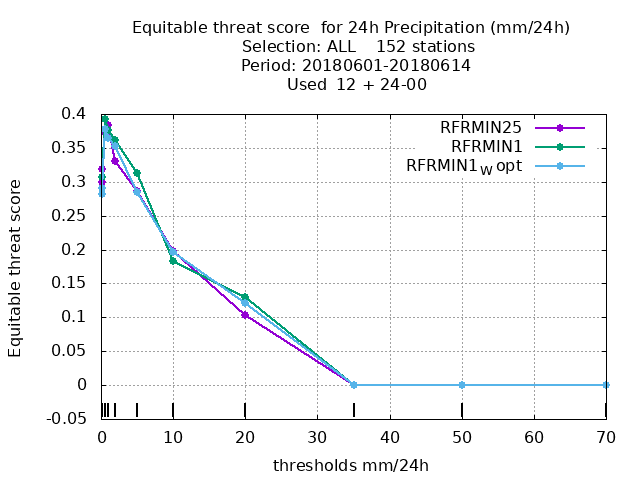 Equitable threat score for 24h Precipitation (mm/24h)
Selection: ALL 152 stations
Period: 20180601-20180614
Used 12 + 24-00
RFRMIN25
RFRMIN1
RFRMIN1W opt
Equitable threat score
0.4
0.35
0.3
0.25
0.2
0.15
0.1
0.05
0
-0.05
0 10 20 30 40 50 60 70
thresholds mm/24h